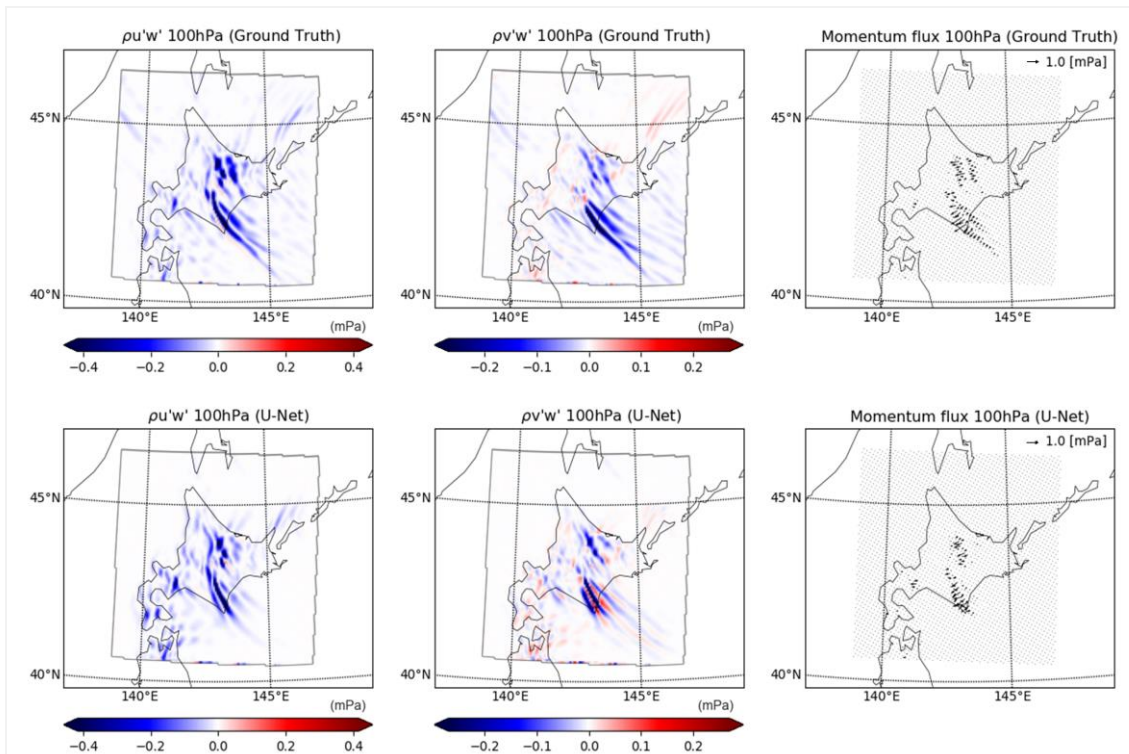 ρu'w' 100hPa (Ground Truth)
ρv'w' 100hPa (Ground Truth)
Momentum flux 100hPa (Ground Truth)
1.0 [mPa]
45°N
40°N
140°E
145°E
45°N
40°N
140°E
145°E
45°N
40°N
140°E
145°E
(mPa)
−0.4 −0.2 0.0 0.2 0.4
(mPa)
−0.2 −0.1 0.0 0.1 0.2
ρu'w' 100hPa (U-Net)
ρv'w' 100hPa (U-Net)
Momentum flux 100hPa (U-Net)
1.0 [mPa]
45°N
40°N
140°E
145°E
45°N
40°N
140°E
145°E
45°N
40°N
140°E
145°E
(mPa)
−0.4 −0.2 0.0 0.2 0.4
(mPa)
−0.2 −0.1 0.0 0.1 0.2